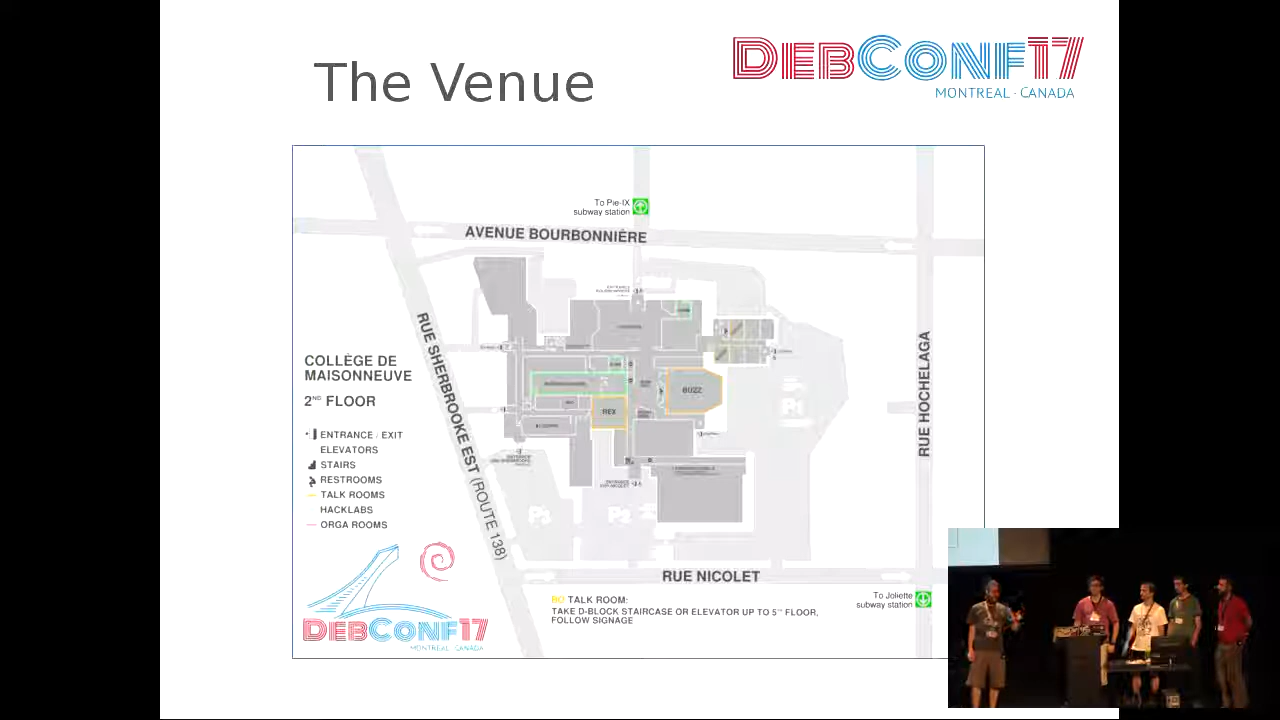 The Venue
DEBCONF17
MONTREAL · CANADA
To Pie-IX
subway station
AVENUE BOURBONNIÈRE
RUE SHERBROOKE EST (ROUTE 138)
RUE HOCHELAGA
COLLÈGE DE
MAISONNEUVE
2ND FLOOR
ENTRANCE / EXIT
ELEVATORS
STAIRS
RESTROOMS
TALK ROOMS
HACKLABS
ORGA ROOMS
BUZZ
REX
RUE NICOLET
To Joliette
subway station
BO TALK ROOM:
TAKE D-BLOCK STAIRCASE OR ELEVATOR UP TO 5TH FLOOR,
FOLLOW SIGNAGE
DEBCONF17
MONTREAL · CANADA